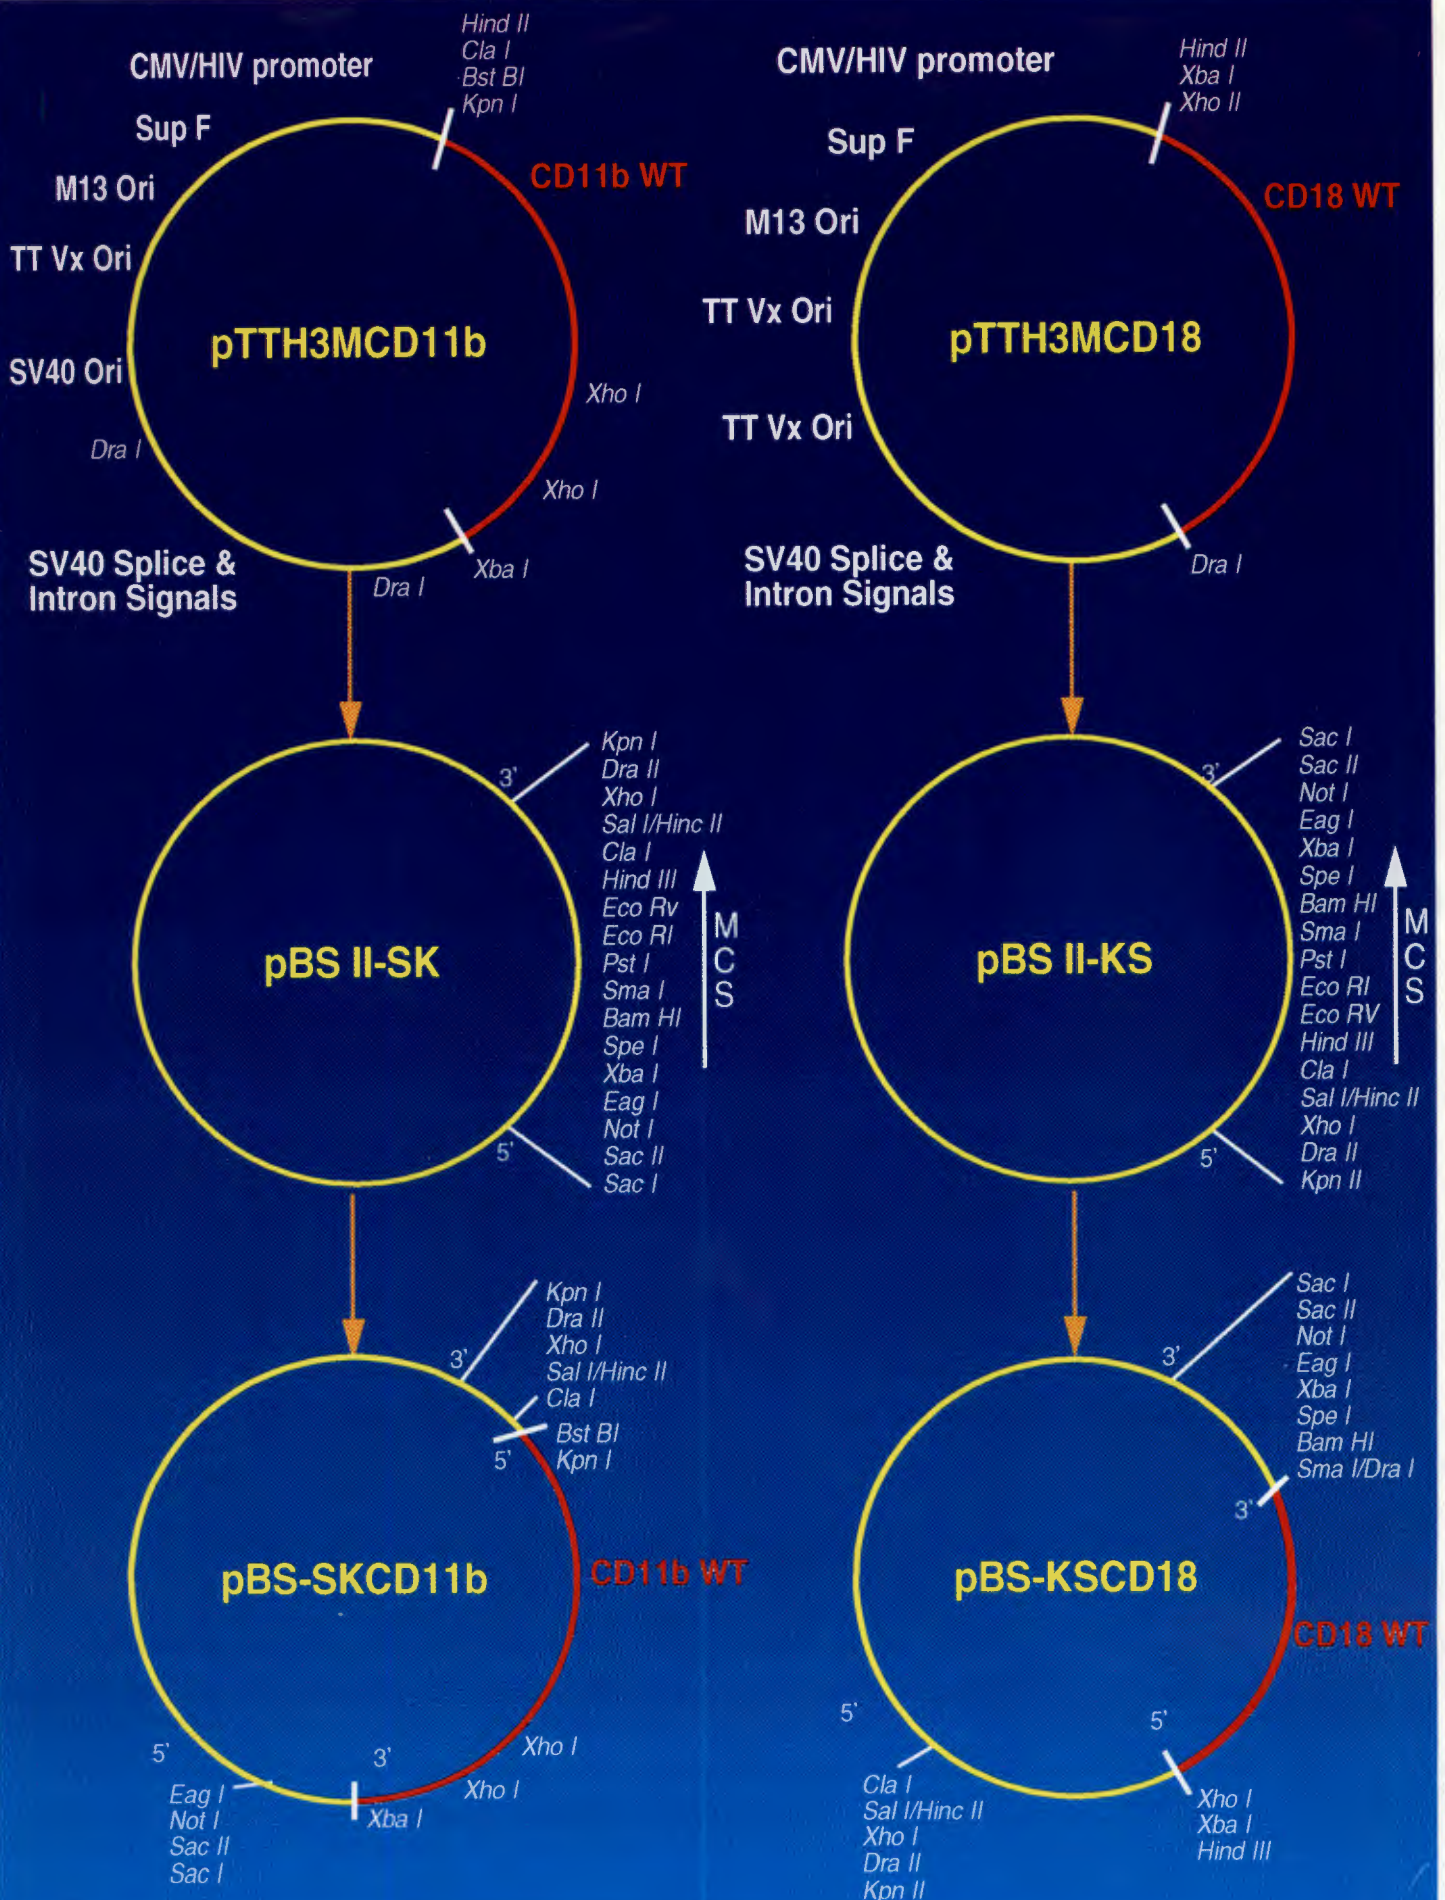 Hind II
Cla I
Bst BI
Kpn I
CMV/HIV promoter
Sup F
M13 Ori
TT Vx Ori
SV40 Ori
Dra I
SV40 Splice &
Intron Signals
Dra I
Xba I
Xho I
Xho I
CD11b WT
pTTH3MCD11b
CMV/HIV promoter
Hind II
Xba I
Xho II
Sup F
M13 Ori
TT Vx Ori
TT Vx Ori
SV40 Splice &
Intron Signals
Dra I
CD18 WT
pTTH3MCD18
3'
Kpn I
Dra II
Xho I
Sal I/Hinc II
Cla I
Hind III
Eco Rv
Eco RI
Pst I
Sma I
Bam HI
Spe I
Xba I
Eag I
Not I
Sac II
Sac I
5'
M
C
S
pBS II-SK
3'
Sac I
Sac II
Not I
Eag I
Xba I
Spe I
Bam HI
Sma I
Pst I
Eco RI
Eco RV
Hind III
Cla I
Sal I/Hinc II
Xho I
Dra II
Kpn II
5'
M
C
S
pBS II-KS
3'
Kpn I
Dra II
Xho I
Sal I/Hinc II
Cla I
Bst BI
5'
Kpn I
pBS-SKCD11b
CD11b WT
Xho I
Xho I
3'
Xba I
5'
Eag I
Not I
Sac II
Sac I
3'
Sac I
Sac II
Not I
Eag I
Xba I
Spe I
Bam HI
Sma I/Dra I
3'
pBS-KSCD18
CD18 WT
5'
5'
Cla I
Sal I/Hinc II
Xho I
Dra II
Kpn II
Xho I
Xba I
Hind III